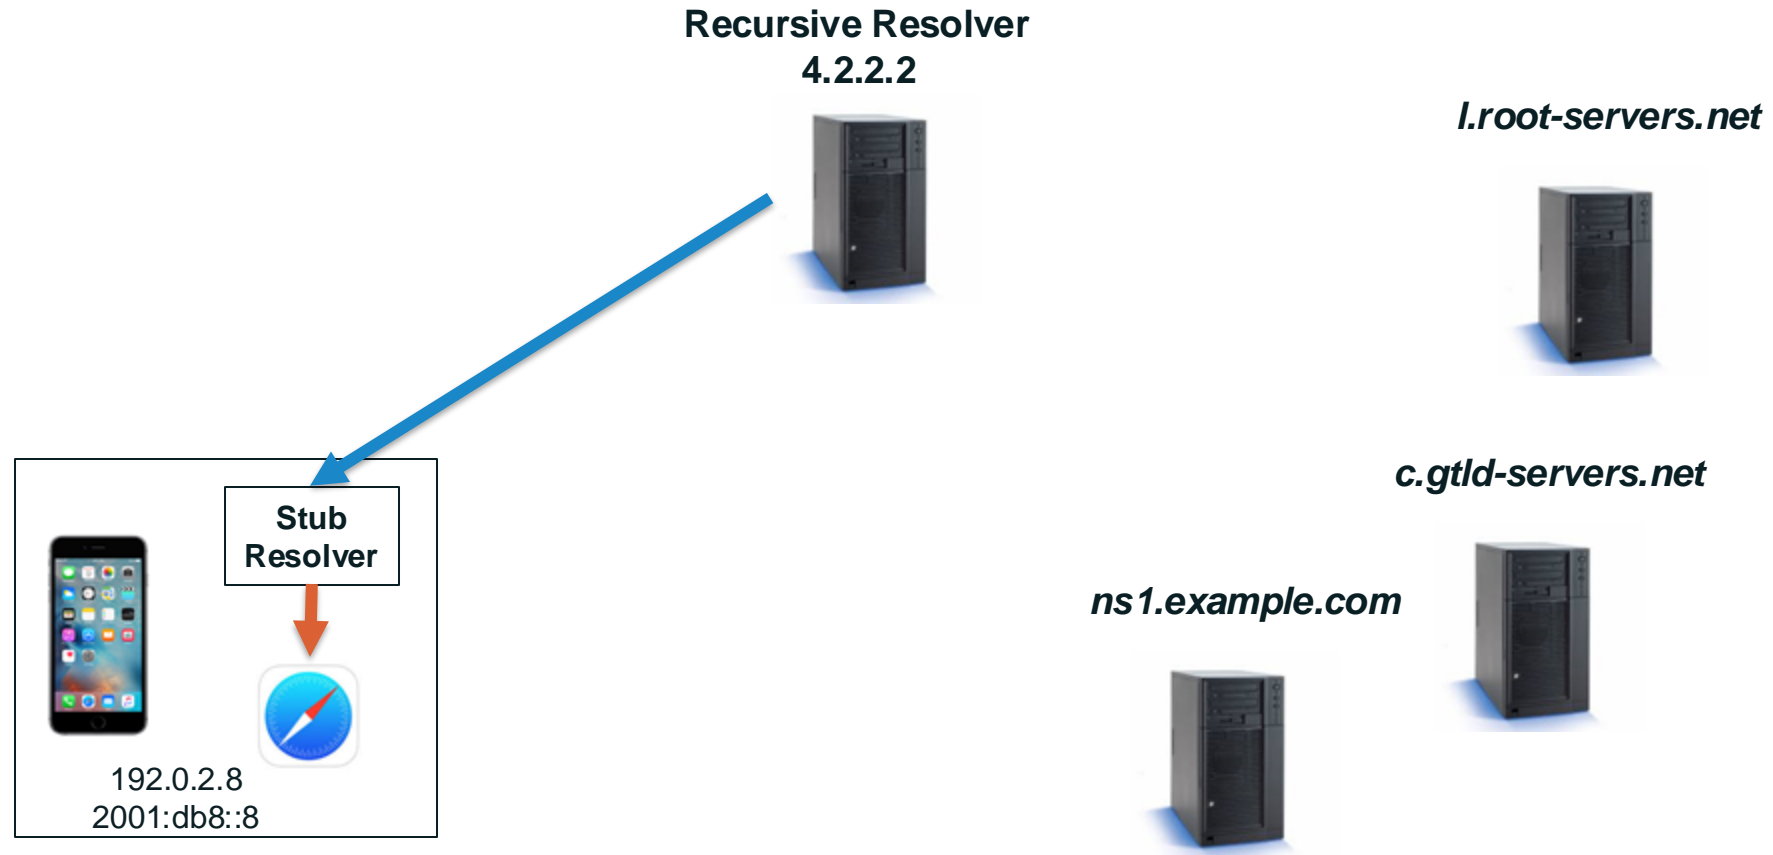 Recursive Resolver
4.2.2.2
l.root-servers.net
c.gtld-servers.net
Stub
Resolver
ns1.example.com
192.0.2.8
2001:db8::8